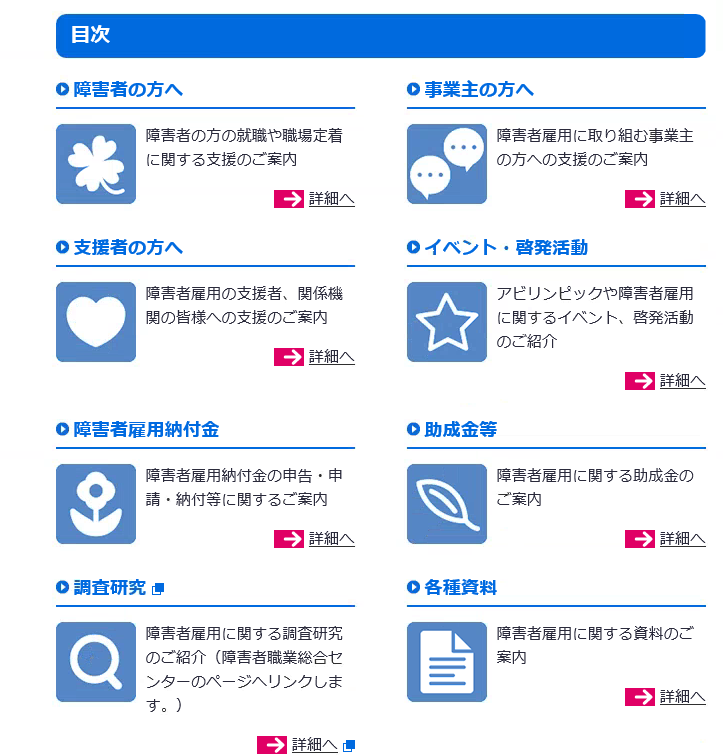 目次
障害者の方へ
障害者の方の就職や職場定着
に関する支援のご案内
詳細へ
事業主の方へ
障害者雇用に取り組む事業主
の方への支援のご案内
詳細へ
支援者の方へ
障害者雇用の支援者、関係機
関の皆様への支援のご案内
詳細へ
イベント・啓発活動
アビリンピックや障害者雇用
に関するイベント、啓発活動
のご紹介
詳細へ
障害者雇用納付金
障害者雇用納付金の申告・申
請・納付等に関するご案内
詳細へ
助成金等
障害者雇用に関する助成金の
ご案内
詳細へ
調査研究
障害者雇用に関する調査研究
のご紹介（障害者職業総合セ
ンターのページへリンクしま
す。）
詳細へ
各種資料
障害者雇用に関する資料のご
案内
詳細へ